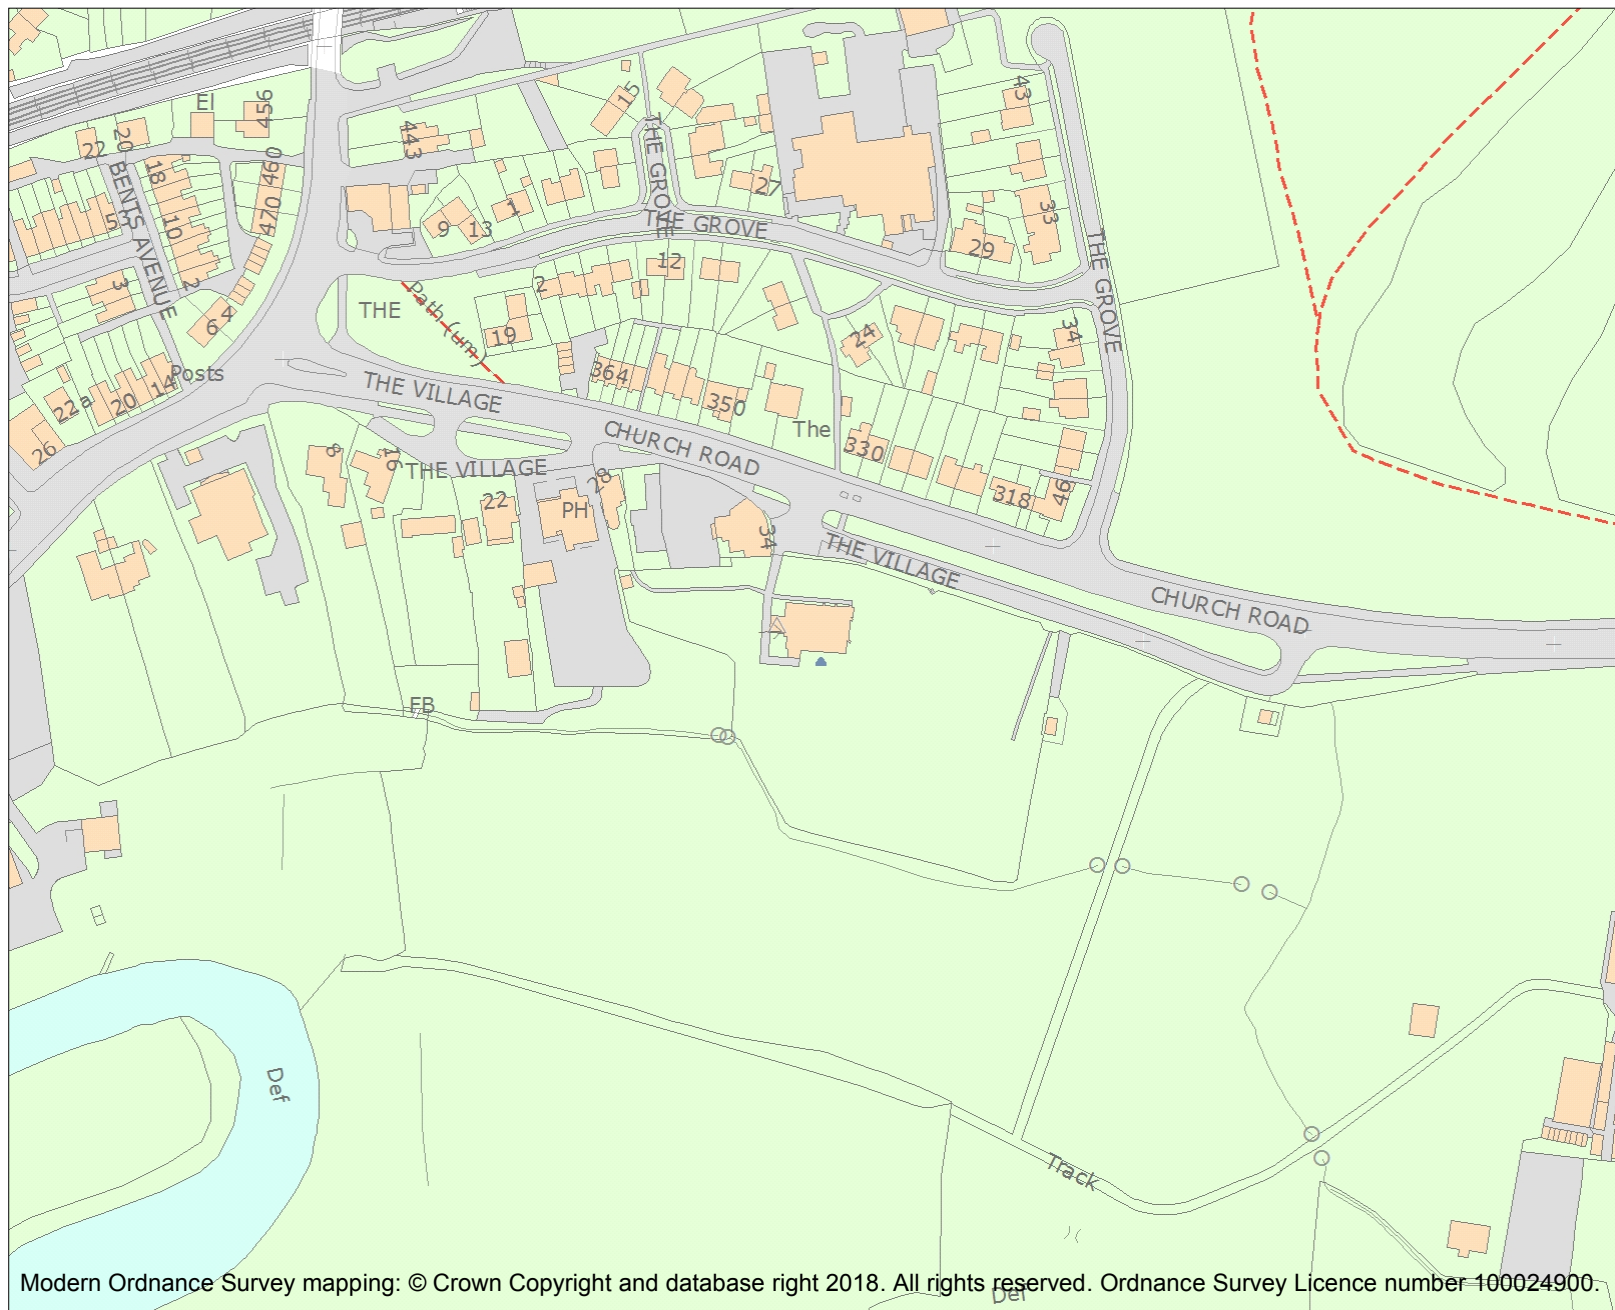 EI
456
15
43
443
22
20
THE GROVE
18
460
BENTS AVENUE
27
53
10
470
9
13
1
THE GROVE
33
29
THE GROVE
3
2
2
12
6
4
THE
Path (um)
19
24
34
Posts
364
THE VILLAGE
350
22a
20
14
The
26
CHURCH ROAD
330
8
16
THE VILLAGE
28
22
PH
318
46
34
THE VILLAGE
CHURCH ROAD
FB
Def
Track
Def
Modern Ordnance Survey mapping: © Crown Copyright and database right 2018. All rights reserved. Ordnance Survey Licence number 100024900.